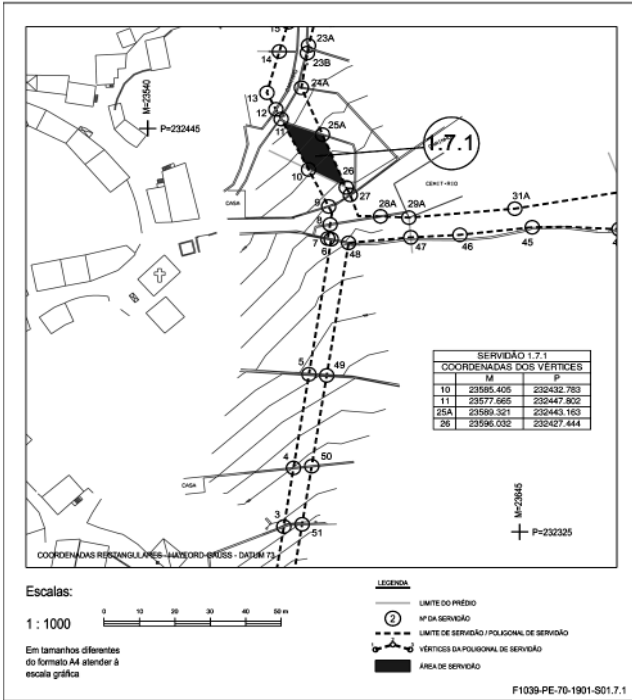 15
23A
14
23B
24A
M=23540
13
12
P=232445
11
25A
1.7.1
10
26
CASA
27
CEMIT+RIO
9
28A
29A
31A
8
7
6
48
47
46
45
4
SERVIDÃO 1.7.1
COORDENADAS DOS VÉRTICES
M P
10 23585.405 232432.783
11 23577.665 232447.802
25A 23589.321 232443.163
26 23596.032 232427.444
5
49
4
50
CASA
M=23645
3
51
P=232325
COORDENADAS RECTANGULARES - HAYFORD-GAUSS - DATUM 73
Escalas:
0 10 20 30 40 50 m
1 : 1000
Em tamanhos diferentes
do formato A4 atender à
escala gráfica
LEGENDA
LIMITE DO PRÉDIO
2 Nº DA SERVIDÃO
LIMITE DE SERVIDÃO / POLIGONAL DE SERVIDÃO
VÉRTICES DA POLIGONAL DE SERVIDÃO
ÁREA DE SERVIDÃO
F1039-PE-70-1901-S01.7.1